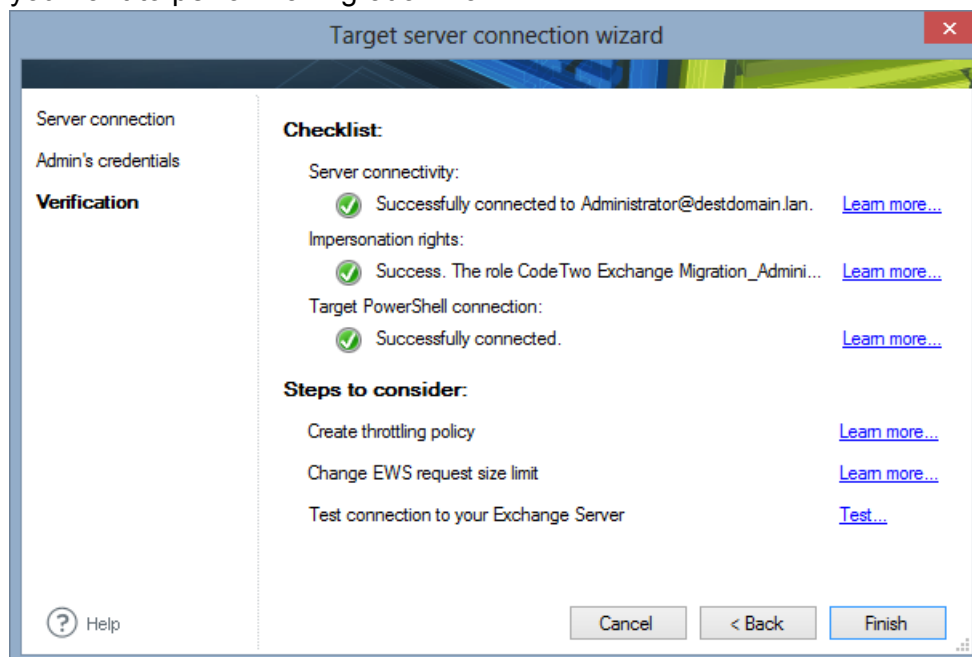 Target server connection wizard
Server connection
Admin's credentials
Verification
Checklist:
Server connectivity:
Successfully connected to Administrator@destdomain.lan. Learn more...
Impersonation rights:
Success. The role CodeTwo Exchange Migration_Admini... Learn more...
Target PowerShell connection:
Successfully connected. Learn more...
Steps to consider:
Create throttling policy Learn more...
Change EWS request size limit Learn more...
Test connection to your Exchange Server Test...
? Help
Cancel < Back Finish